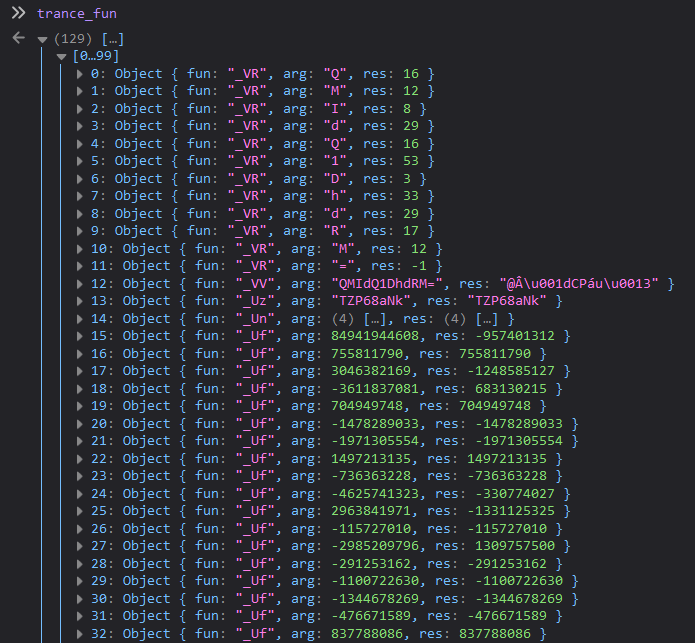 >> trance_fun
(129) […]
[0…99]
0: Object { fun: "_VR", arg: "Q", res: 16 }
1: Object { fun: "_VR", arg: "M", res: 12 }
2: Object { fun: "_VR", arg: "I", res: 8 }
3: Object { fun: "_VR", arg: "d", res: 29 }
4: Object { fun: "_VR", arg: "Q", res: 16 }
5: Object { fun: "_VR", arg: "1", res: 53 }
6: Object { fun: "_VR", arg: "D", res: 3 }
7: Object { fun: "_VR", arg: "h", res: 33 }
8: Object { fun: "_VR", arg: "d", res: 29 }
9: Object { fun: "_VR", arg: "R", res: 17 }
10: Object { fun: "_VR", arg: "M", res: 12 }
11: Object { fun: "_VR", arg: "=", res: -1 }
12: Object { fun: "_VV", arg: "QMIdQ1DhdRM=", res: "@Â\u001dCPáu\u0013" }
13: Object { fun: "_Uz", arg: "TZP68aNk", res: "TZP68aNk" }
14: Object { fun: "_Un", arg: (4) […], res: (4) […] }
15: Object { fun: "_Uf", arg: 84941944608, res: -957401312 }
16: Object { fun: "_Uf", arg: 755811790, res: 755811790 }
17: Object { fun: "_Uf", arg: 3046382169, res: -1248585127 }
18: Object { fun: "_Uf", arg: -3611837081, res: 683130215 }
19: Object { fun: "_Uf", arg: 704949748, res: 704949748 }
20: Object { fun: "_Uf", arg: -1478289033, res: -1478289033 }
21: Object { fun: "_Uf", arg: -1971305554, res: -1971305554 }
22: Object { fun: "_Uf", arg: 1497213135, res: 1497213135 }
23: Object { fun: "_Uf", arg: -736363228, res: -736363228 }
24: Object { fun: "_Uf", arg: -4625741323, res: -330774027 }
25: Object { fun: "_Uf", arg: 2963841971, res: -1331125325 }
26: Object { fun: "_Uf", arg: -115727010, res: -115727010 }
27: Object { fun: "_Uf", arg: -2985209796, res: 1309757500 }
28: Object { fun: "_Uf", arg: -291253162, res: -291253162 }
29: Object { fun: "_Uf", arg: -1100722630, res: -1100722630 }
30: Object { fun: "_Uf", arg: -1344678269, res: -1344678269 }
31: Object { fun: "_Uf", arg: -476671589, res: -476671589 }
32: Object { fun: "_Uf", arg: 837788086, res: 837788086 }